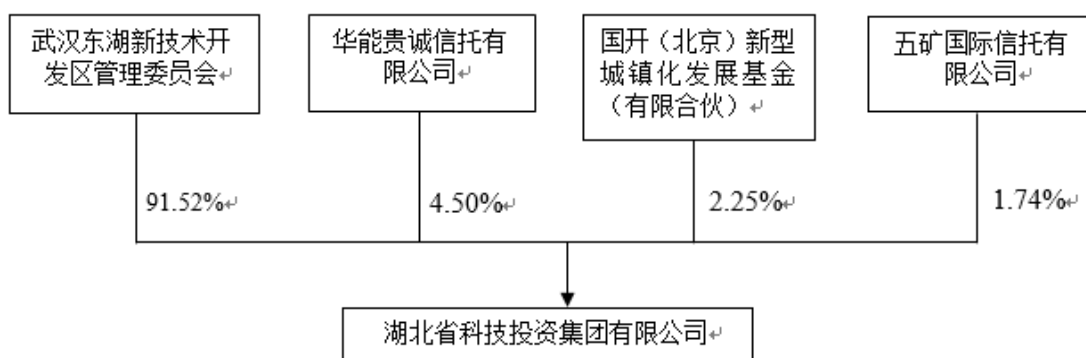 武汉东湖新技术开
发区管理委员会↵
华能贵诚信托有
限公司↵
国开（北京）新型
城镇化发展基金
（有限合伙）↵
五矿国际信托有
限公司↵
91.52%↵
4.50%↵
2.25%↵
1.74%↵
湖北省科技投资集团有限公司↵